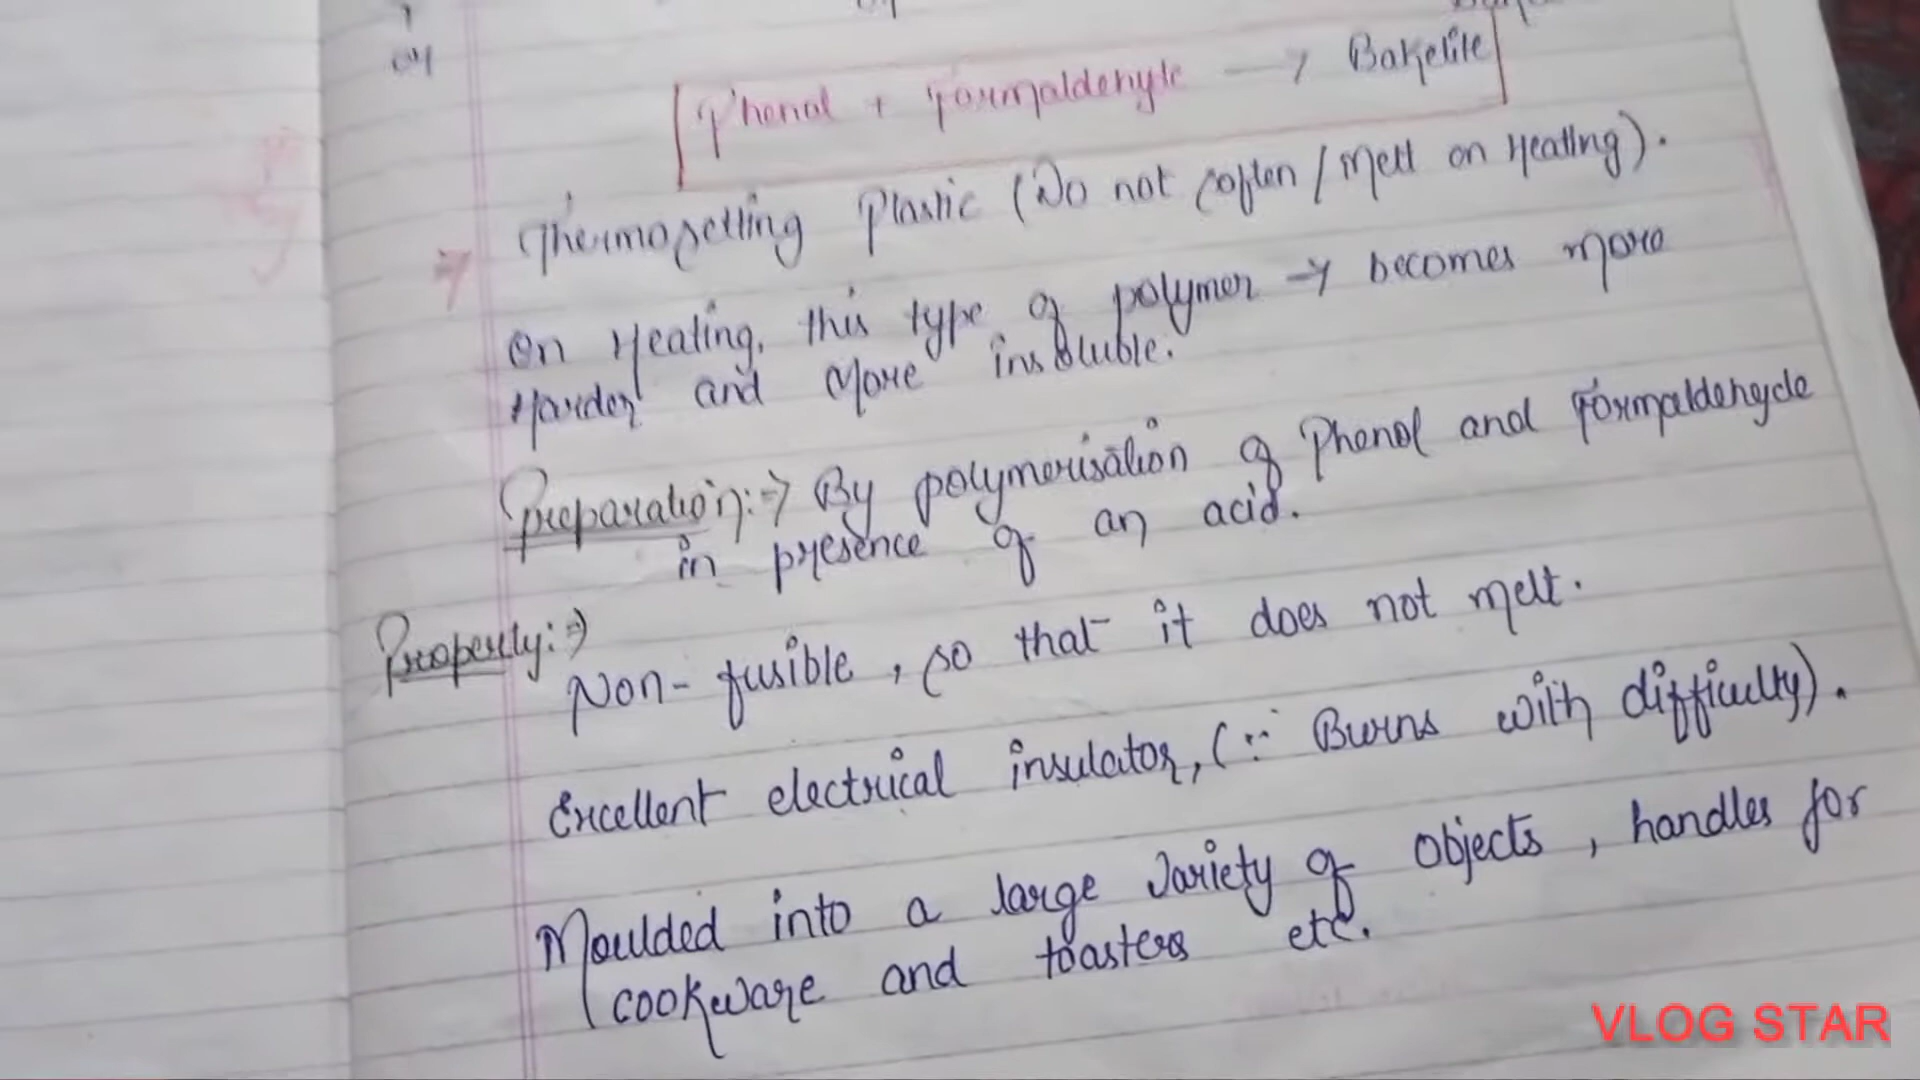 Phenol + Formaldehyde → Bakelite
⇒ Thermosetting Plastic (Do not soften / Melt on Heating).
On Heating, this type of polymer → becomes more
Harder and More insoluble.
Preparation:⇒ By polymerisation of Phenol and Formaldehyde
in presence of an acid.
Property:⇒
Non-fusible, so that it does not melt.
Excellent electrical insulator, (∵ Burns with difficulty).
Moulded into a large variety of objects, handles for
cookware and toasters etc.
VLOG STAR